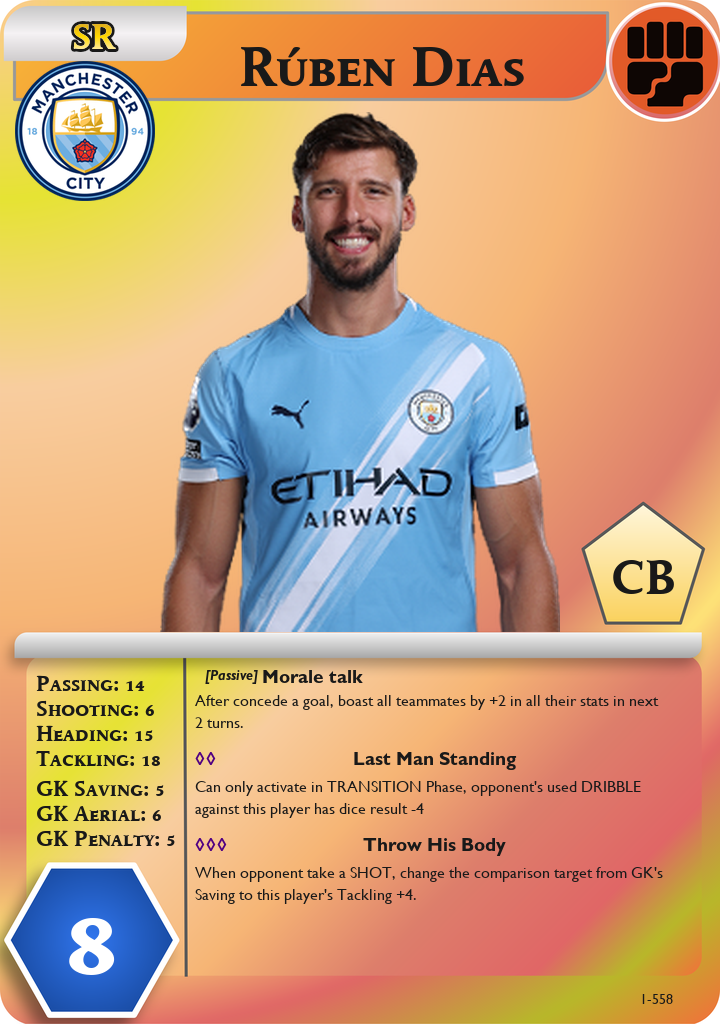 SR
Rúben Dias
MANCHESTER
18 94
CITY
ETIHAD
AIRWAYS
CB
Passing: 14
Shooting: 6
Heading: 15
Tackling: 18
GK Saving: 5
GK Aerial: 6
GK Penalty: 5
8
[Passive] Morale talk
After concede a goal, boast all teammates by +2 in all their stats in next
2 turns.
◊◊ Last Man Standing
Can only activate in TRANSITION Phase, opponent's used DRIBBLE
against this player has dice result -4
◊◊◊ Throw His Body
When opponent take a SHOT, change the comparison target from GK's
Saving to this player's Tackling +4.
1-558